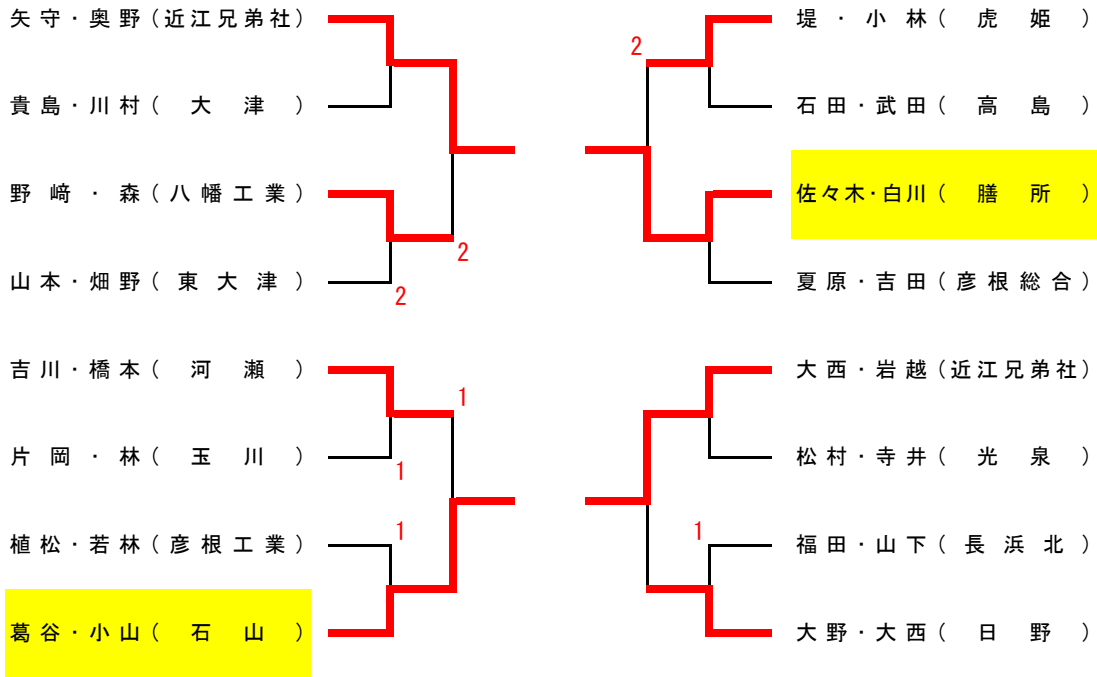 矢守・奥野(近江兄弟社)
貴島・川村(大津)
野﨑・森(八幡工業)
2
山本・畑野(東大津)
2
吉川・橋本(河瀬)
1
片岡・林(玉川)
1
植松・若林(彦根工業)
1
葛谷・小山(石山)
堤・小林(虎姫)
2
石田・武田(高島)
佐々木・白川(膳所)
夏原・吉田(彦根総合)
大西・岩越(近江兄弟社)
松村・寺井(光泉)
1
福田・山下(長浜北)
大野・大西(日野)